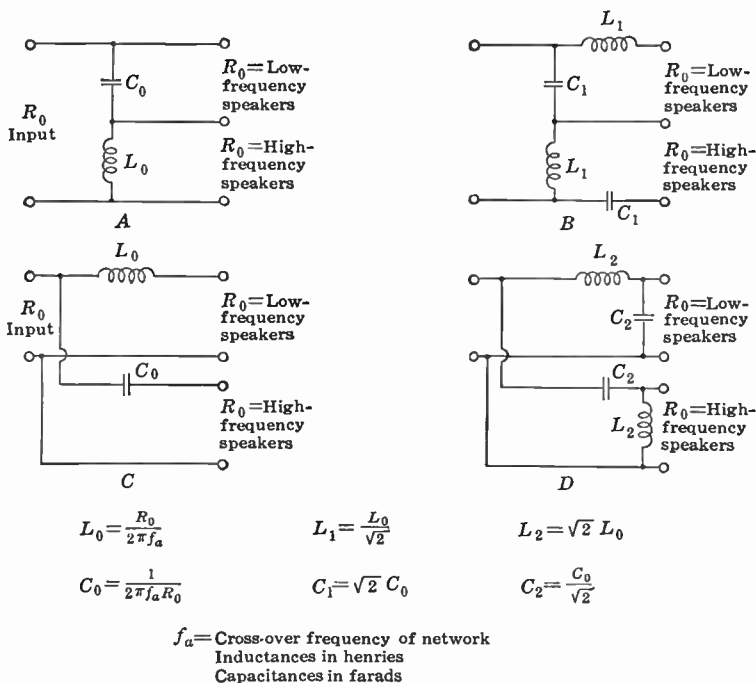 C₀
R₀=Low-
frequency
speakers
R₀
Input
L₀
R₀=High-
frequency
speakers
A
L₁
C₁
R₀=Low-
frequency
speakers
L₁
R₀=High-
frequency
speakers
C₁
B
L₀
R₀
Input
R₀=Low-
frequency
speakers
C₀
R₀=High-
frequency
speakers
C
L₂
C₂
R₀=Low-
frequency
speakers
C₂
L₂
R₀=High-
frequency
speakers
D
L₀=R₀/2πfₐ
L₁=L₀/√2
L₂=√2 L₀
C₀=1/2πfₐR₀
C₁=√2 C₀
C₂=C₀/√2
fₐ=Cross-over frequency of network
Inductances in henries
Capacitances in farads